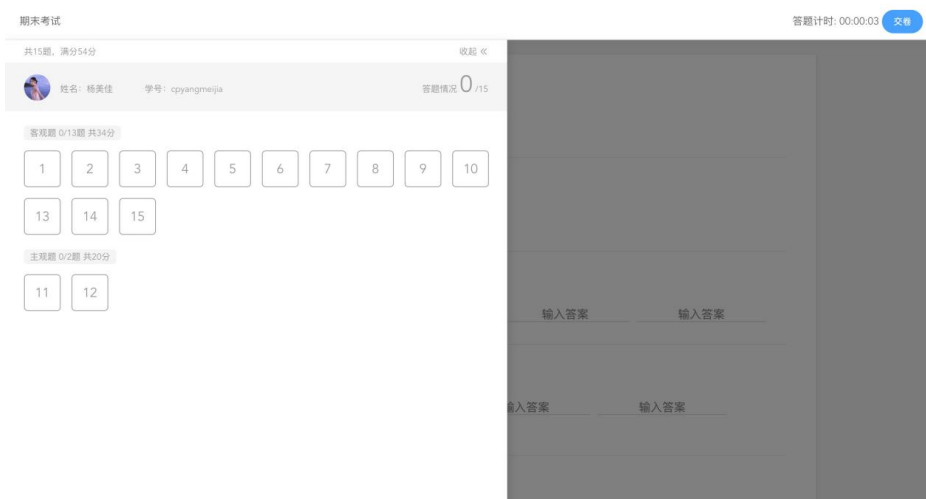 期末考试
答题计时: 00:00:03 交卷
共15题，满分54分 收起 《
姓名：杨美佳 学号：cpyangmeijia 答题情况 0 /15
客观题 0/13题 共34分
1 2 3 4 5 6 7 8 9 10
13 14 15
主观题 0/2题 共20分
11 12
输入答案 输入答案
输入答案 输入答案